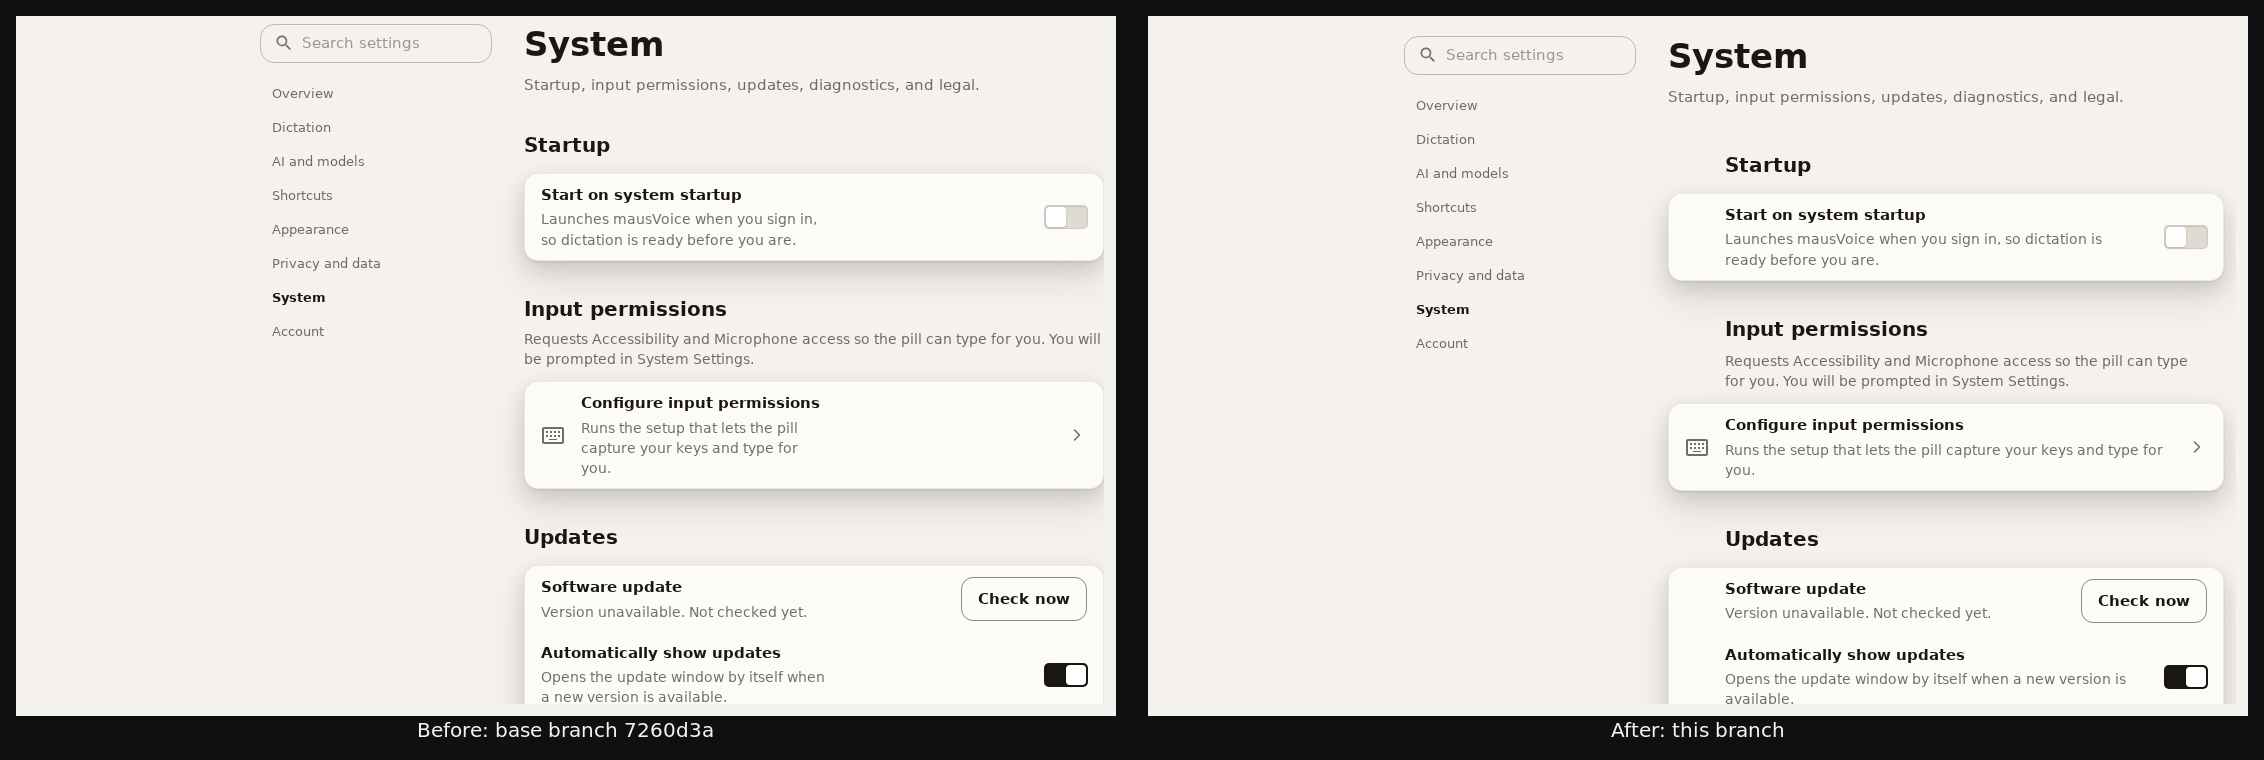 Search settings
Overview
Dictation
AI and models
Shortcuts
Appearance
Privacy and data
System
Account
System
Startup, input permissions, updates, diagnostics, and legal.
Startup
Start on system startup
Launches mausVoice when you sign in,
so dictation is ready before you are.
Input permissions
Requests Accessibility and Microphone access so the pill can type for you. You will
be prompted in System Settings.
Configure input permissions
Runs the setup that lets the pill
capture your keys and type for
you.
Updates
Software update
Version unavailable. Not checked yet.
Check now
Automatically show updates
Opens the update window by itself when
a new version is available.
Before: base branch 7260d3a
Search settings
Overview
Dictation
AI and models
Shortcuts
Appearance
Privacy and data
System
Account
System
Startup, input permissions, updates, diagnostics, and legal.
Startup
Start on system startup
Launches mausVoice when you sign in, so dictation is
ready before you are.
Input permissions
Requests Accessibility and Microphone access so the pill can type
for you. You will be prompted in System Settings.
Configure input permissions
Runs the setup that lets the pill capture your keys and type for
you.
Updates
Software update
Version unavailable. Not checked yet.
Check now
Automatically show updates
Opens the update window by itself when a new version is
available.
After: this branch